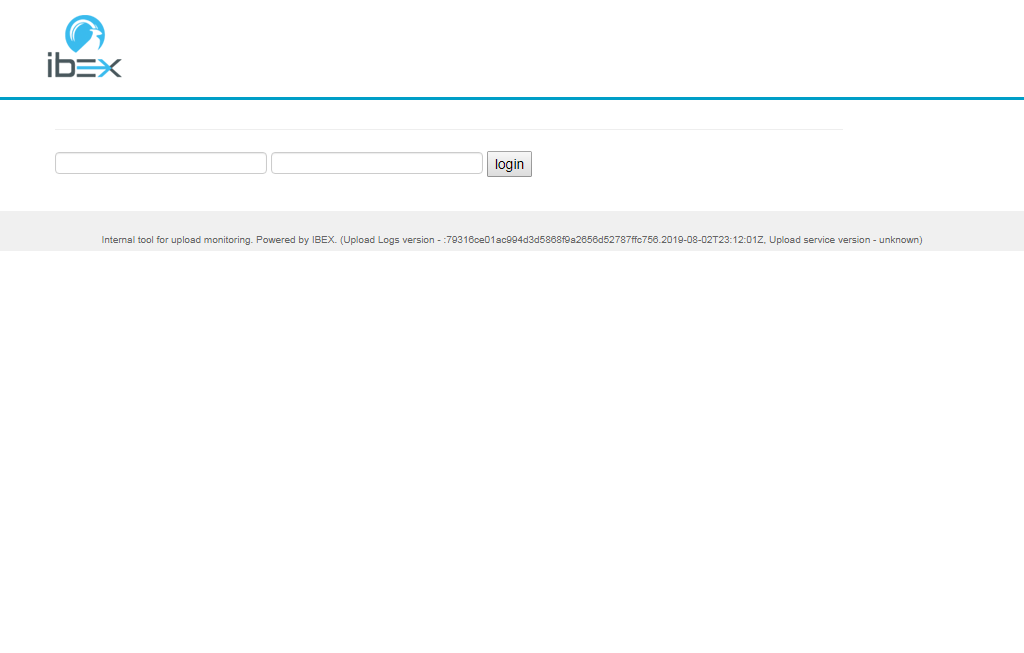 ibex
login
Internal tool for upload monitoring. Powered by IBEX. (Upload Logs version - :79316ce01ac994d3d5868f9a2656d52787ffc756.2019-08-02T23:12:01Z, Upload service version - unknown)